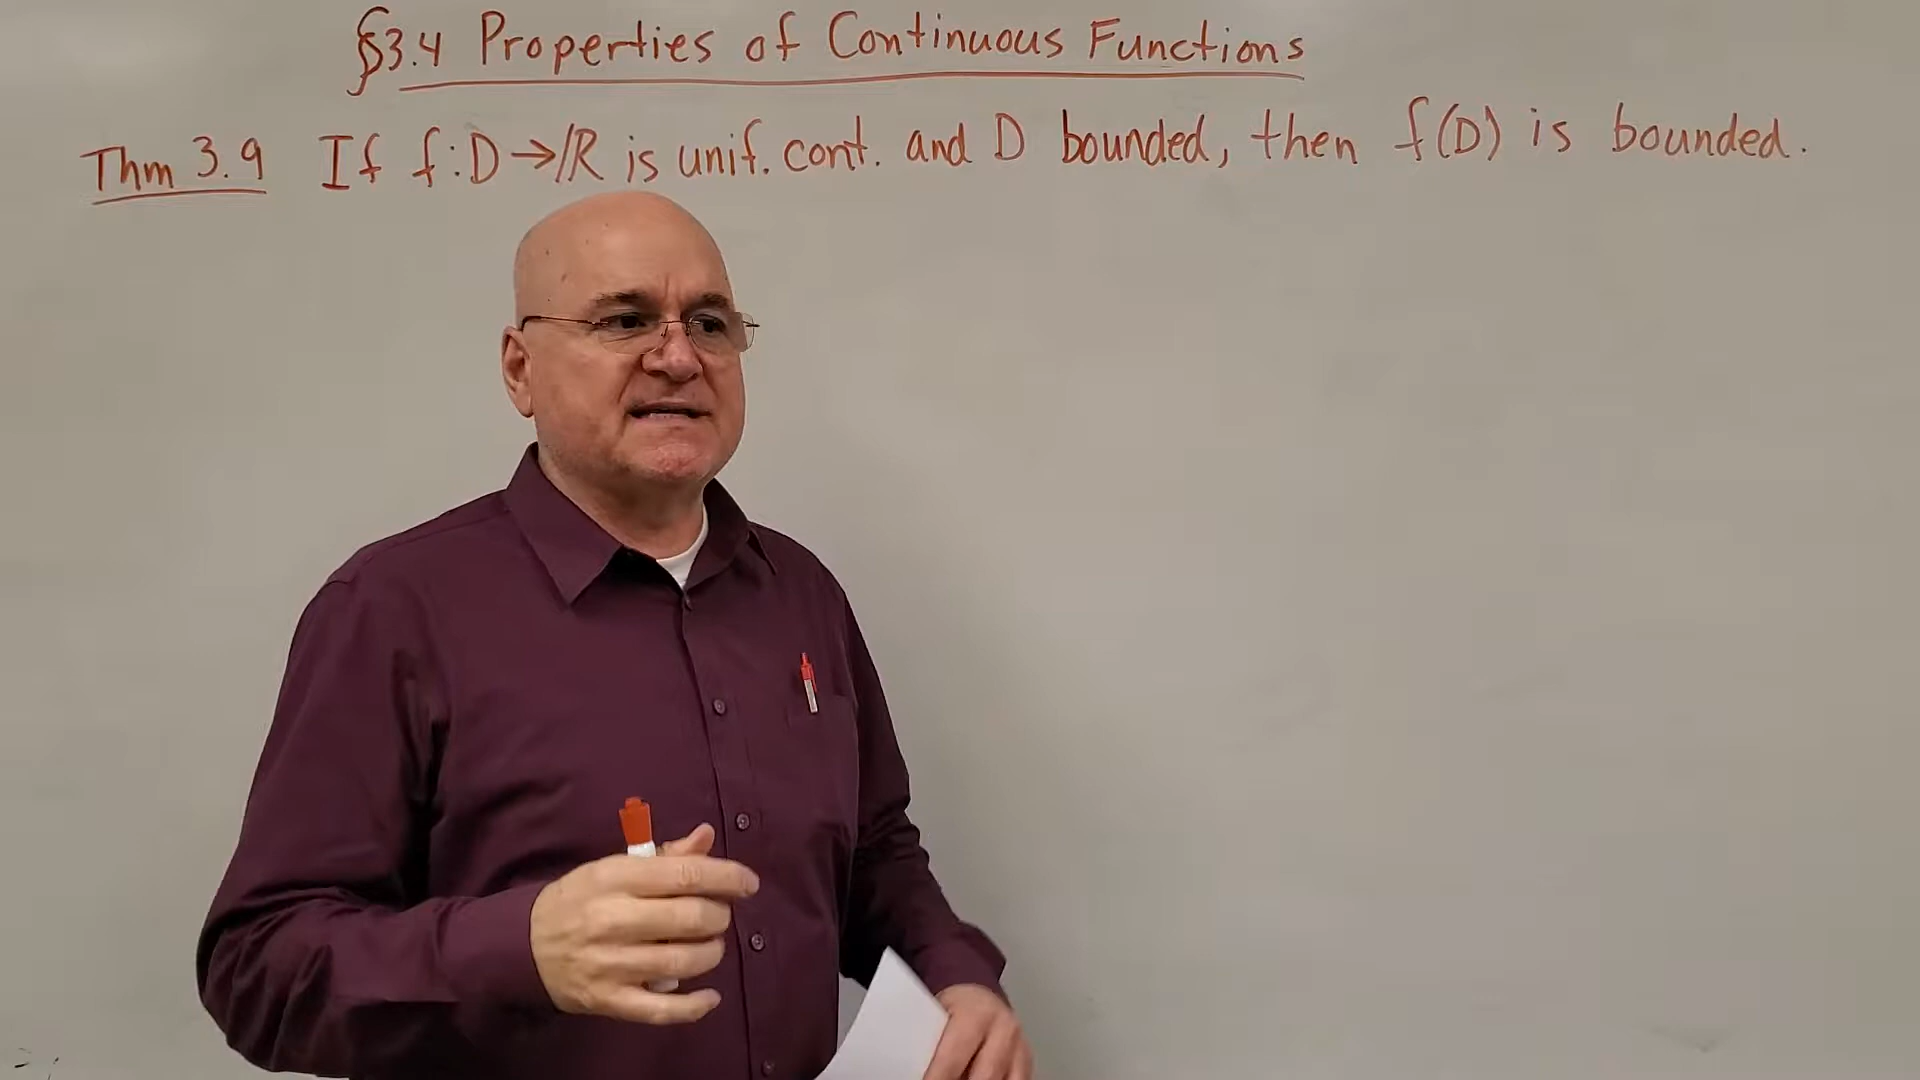 §3.4 Properties of Continuous Functions
Thm 3.9 If f:D→ℝ is unif. cont. and D bounded, then f(D) is bounded.